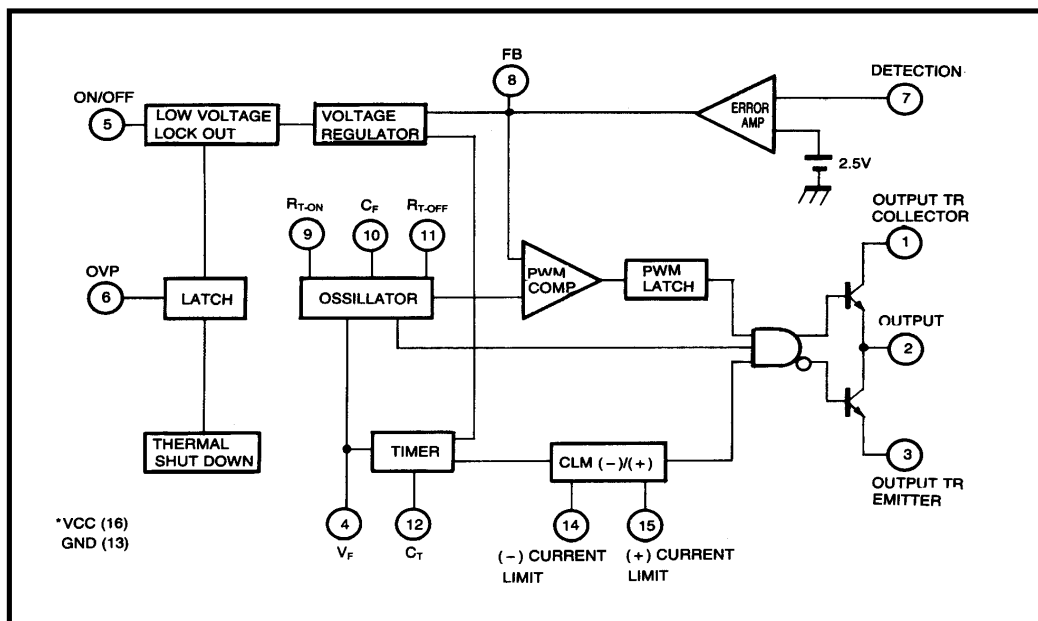 FB
8
DETECTION
7
ON/OFF
5
LOW VOLTAGE
LOCK OUT
VOLTAGE
REGULATOR
ERROR
AMP
2.5V
OUTPUT TR
COLLECTOR
1
RT-ON
9
CF
10
RT-OFF
11
OVP
6
LATCH
OSSILLATOR
PWM
COMP
PWM
LATCH
OUTPUT
2
THERMAL
SHUT DOWN
TIMER
CLM (-)/(+)
3
OUTPUT TR
EMITTER
*VCC (16)
GND (13)
4
VF
12
CT
14
(-) CURRENT
LIMIT
15
(+) CURRENT
LIMIT